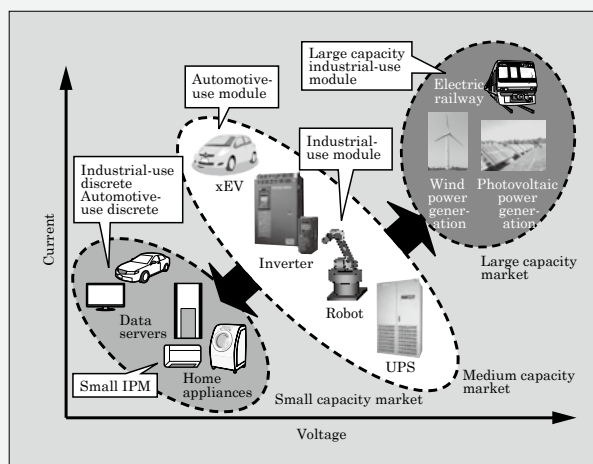 Large capacity
industrial-use
module
Automotive-
use module
Electric
railway
Industrial-
use module
Industrial-use
discrete
Automotive-
use discrete
xEV
Wind
power
gener-
ation
Photovoltaic
power
gener-
ation
Current
Inverter
Large capacity
market
Robot
Data
servers
UPS
Small IPM
Home
appliances
Medium capacity
market
Small capacity market
Voltage